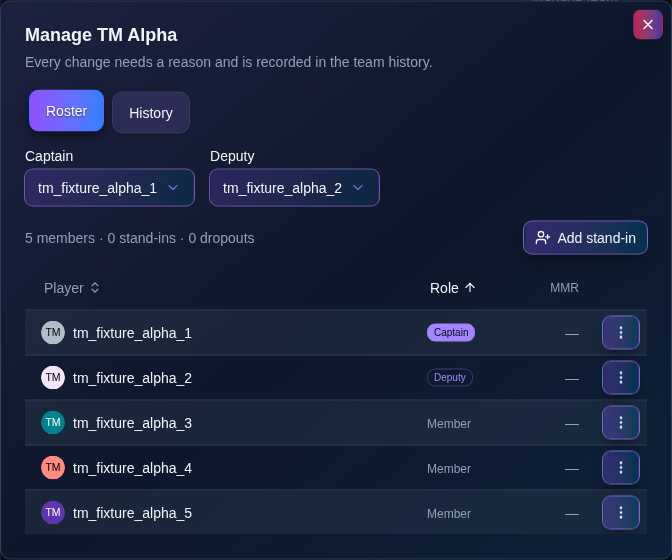 Manage TM Alpha
Every change needs a reason and is recorded in the team history.
Roster History
Captain Deputy
tm_fixture_alpha_1 tm_fixture_alpha_2
5 members · 0 stand-ins · 0 dropouts Add stand-in
Player Role MMR
TM tm_fixture_alpha_1 Captain —
TM tm_fixture_alpha_2 Deputy —
TM tm_fixture_alpha_3 Member —
TM tm_fixture_alpha_4 Member —
TM tm_fixture_alpha_5 Member —